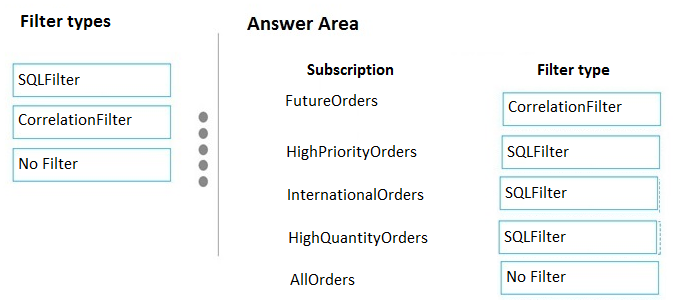 Filter types
SQLFilter
CorrelationFilter
No Filter
Answer Area
Subscription Filter type
FutureOrders CorrelationFilter
HighPriorityOrders SQLFilter
InternationalOrders SQLFilter
HighQuantityOrders SQLFilter
AllOrders No Filter